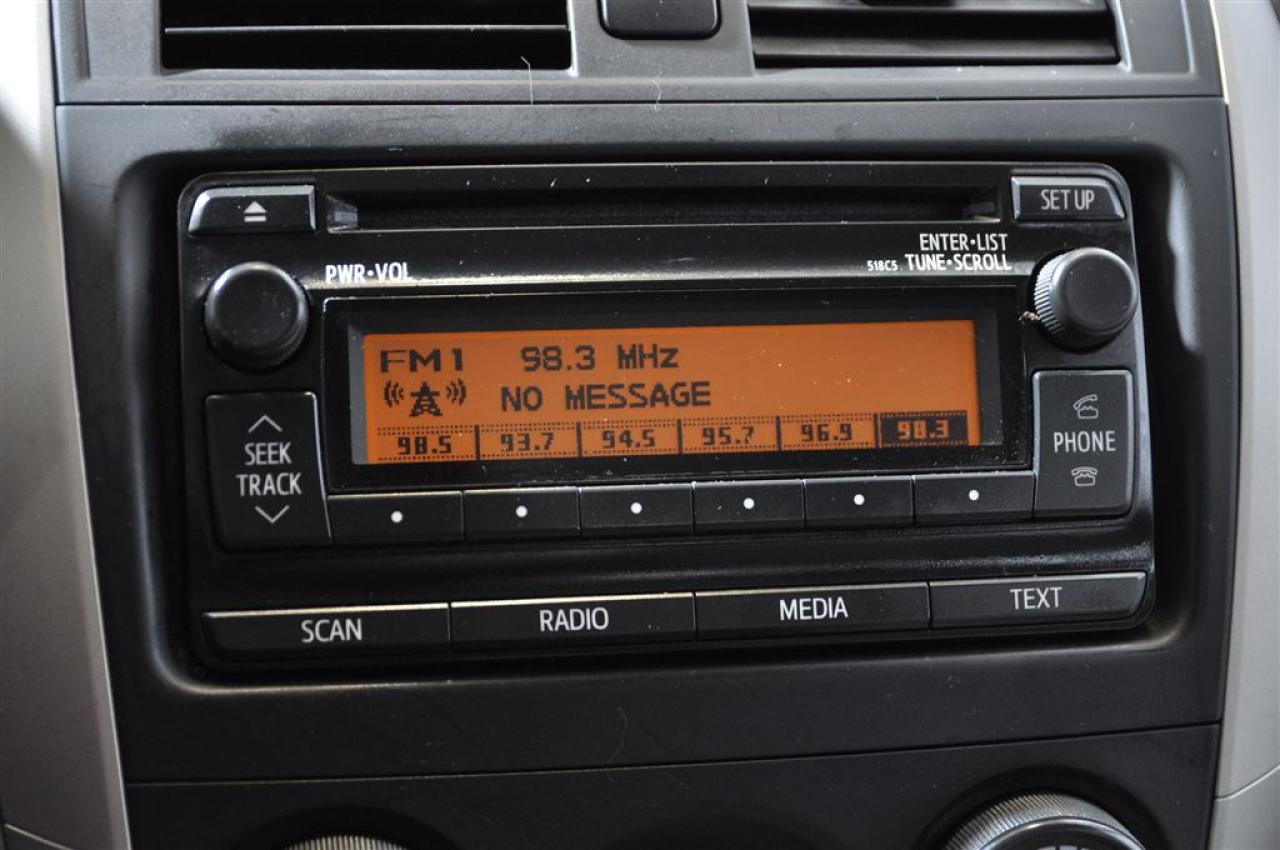 SET UP
PWR•VOL
ENTER•LIST
518C5 TUNE•SCROLL
FM1 98.3 MHz
NO MESSAGE
98.5 93.7 94.5 95.7 96.9 98.3
SEEK
TRACK
PHONE
SCAN RADIO MEDIA TEXT